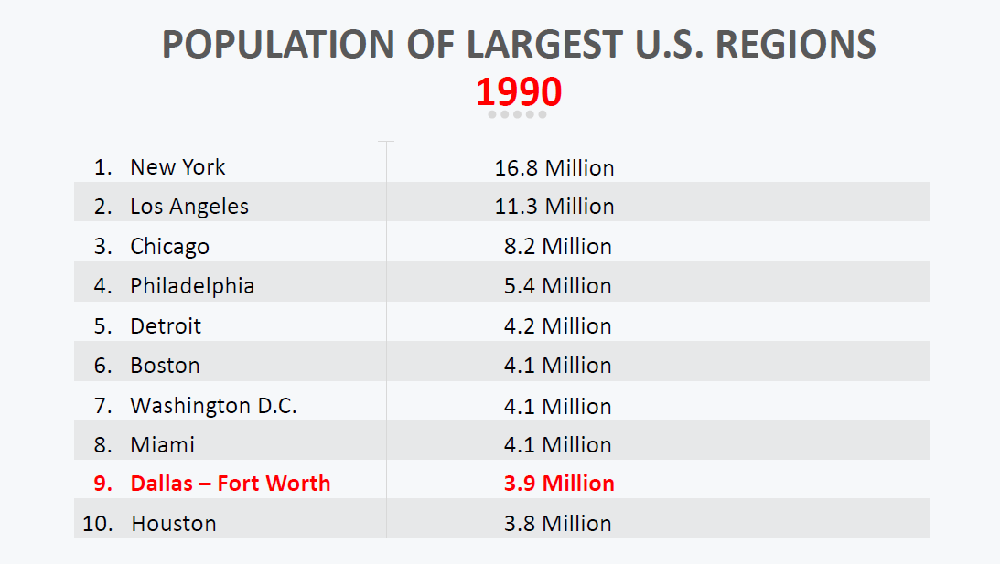 POPULATION OF LARGEST U.S. REGIONS
1990
1. New York 16.8 Million
2. Los Angeles 11.3 Million
3. Chicago 8.2 Million
4. Philadelphia 5.4 Million
5. Detroit 4.2 Million
6. Boston 4.1 Million
7. Washington D.C. 4.1 Million
8. Miami 4.1 Million
9. Dallas – Fort Worth 3.9 Million
10. Houston 3.8 Million